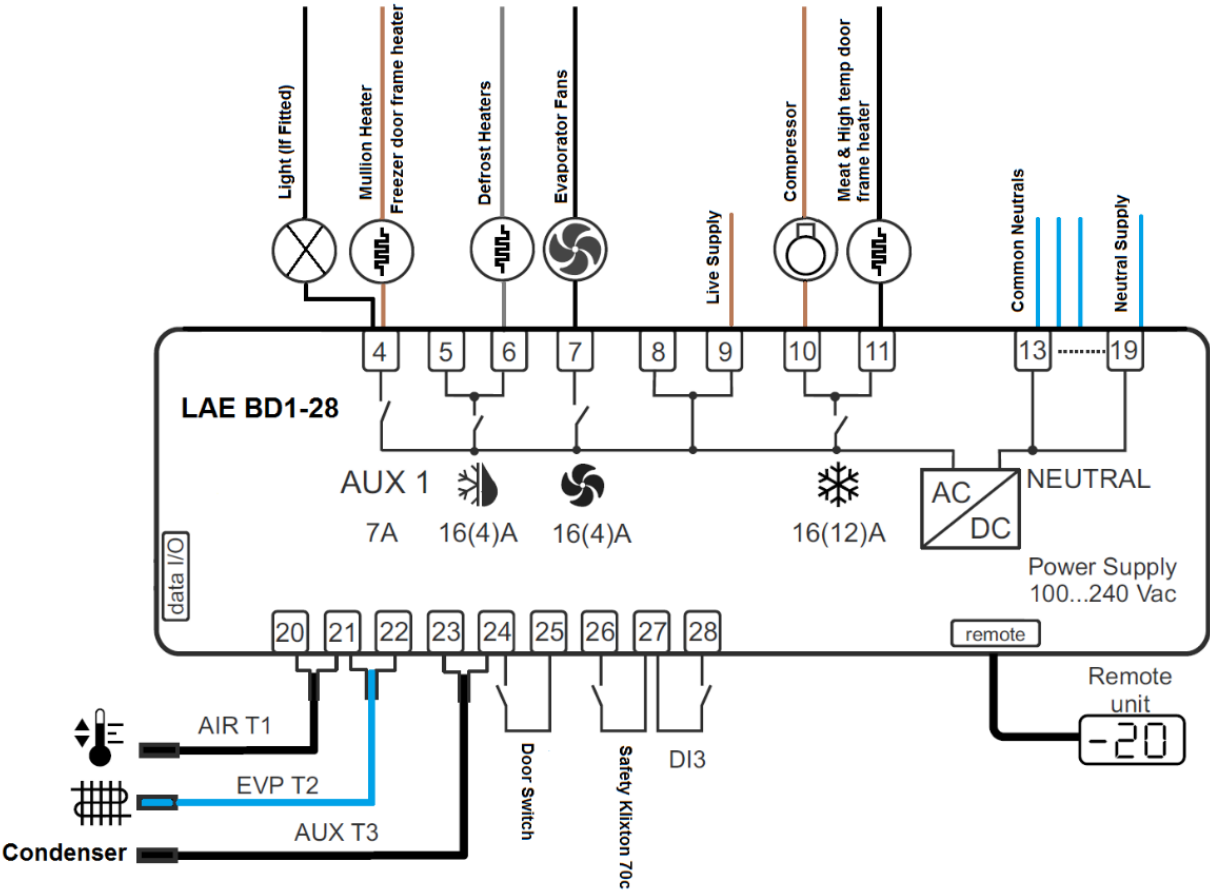 Light (If Fitted)
Mullion Heater
Freezer door frame heater
Defrost Heaters
Evaporator Fans
Live Supply
Compressor
Meat & High temp door
frame heater
Common Neutrals
Neutral Supply
4 5 6 7 8 9 10 11 13 19
LAE BD1-28
AUX 1
7A
16(4)A
16(4)A
16(12)A
AC
DC
NEUTRAL
Power Supply
100...240 Vac
data I/O
20 21 22 23 24 25 26 27 28
remote
Remote
unit
-20
AIR T1
EVP T2
AUX T3
Condenser
Door Switch
Safety Klixton 70c
DI3